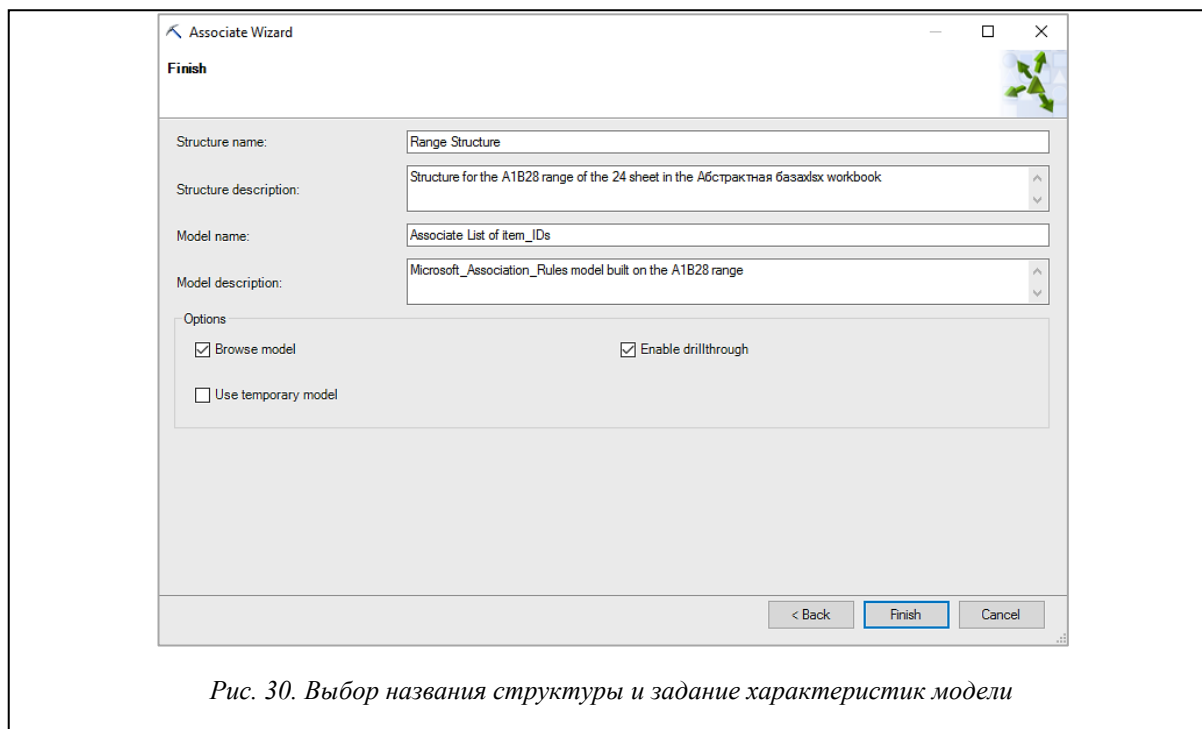 Associate Wizard
Finish
Structure name:
Range Structure
Structure description:
Structure for the A1B28 range of the 24 sheet in the Абстрактная базаxlsx workbook
Model name:
Associate List of item_IDs
Model description:
Microsoft_Association_Rules model built on the A1B28 range
Options
Browse model
Enable drillthrough
Use temporary model
< Back
Finish
Cancel
Рис. 30. Выбор названия структуры и задание характеристик модели